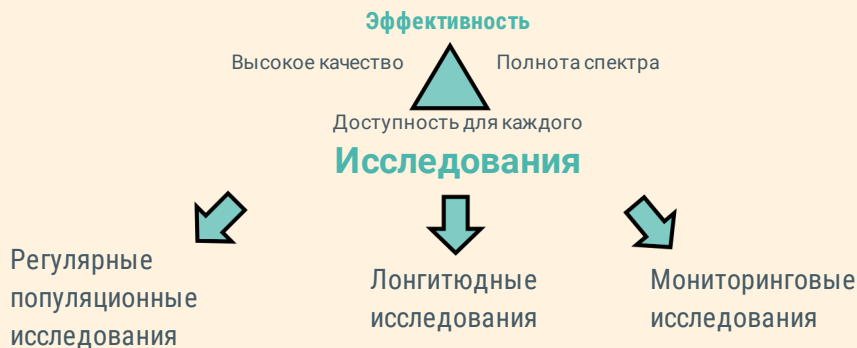 Эффективность
Высокое качество
Полнота спектра
Доступность для каждого
Исследования
Регулярные
популяционные
исследования
Лонгитюдные
исследования
Мониторинговые
исследования